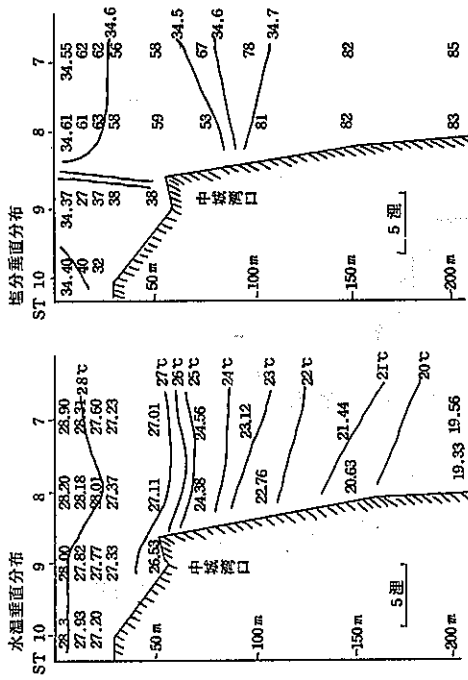 水温垂直分布
ST 10 9 8 7
28.3 28.00 28.20 28.90
27.93 27.82 28.18 28.31 28℃
27.20 27.77 28.01 27.60
27.33 27.37 27.23
-50m 26.53 27.11 27.01 27℃
26℃
25℃
24.38 24.56
24℃
中城湾口
-100m 22.76 23.12 23℃
22℃
-150m 20.63 21.44 21℃
20℃
5浬
-200m 19.33 19.56
塩分垂直分布
ST 10 9 8 7
34.40 34.37 34.61 34.55
40 27 61 62
32 37 63 62
38 58 56 34.6
-50m 38 59 58
34.5
53 67 34.6
中城湾口
-100m 81 78 34.7
-150m 82 82
5浬
-200m 83 85